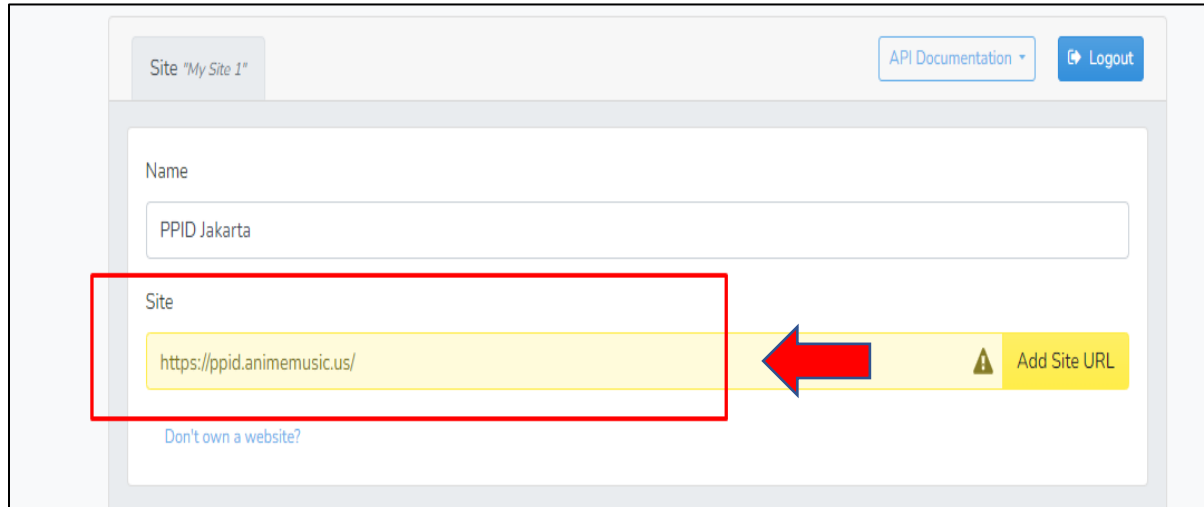 Site "My Site 1"
API Documentation
Logout
Name
PPID Jakarta
Site
https://ppid.animemusic.us/
Add Site URL
Don't own a website?